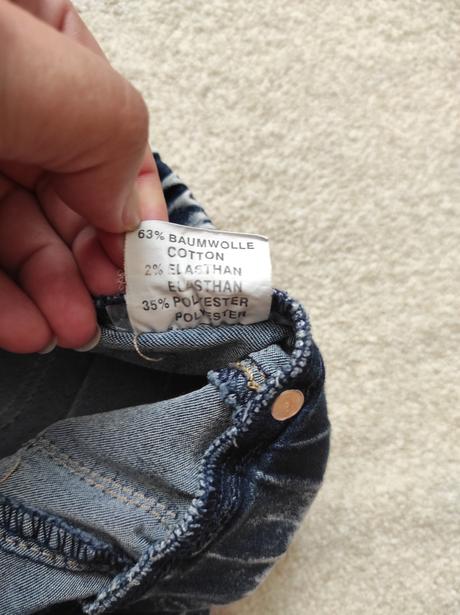 63% BAUMWOLLE
COTTON
2% ELASTHAN
ELASTHAN
35% POLYESTER
POLYESTER